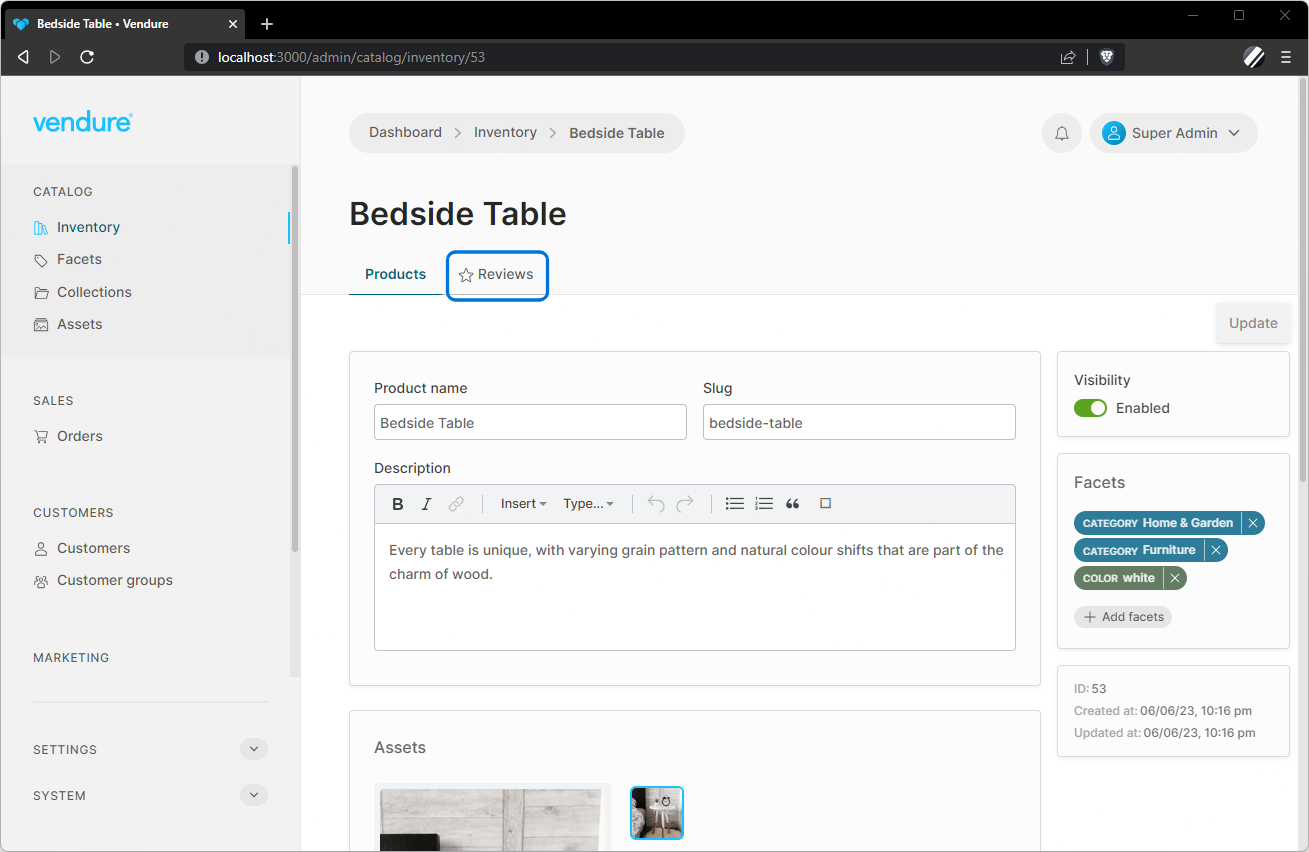 Bedside Table • Vendure
localhost:3000/admin/catalog/inventory/53
vendure
Dashboard > Inventory > Bedside Table
Super Admin
CATALOG
Inventory
Facets
Collections
Assets
SALES
Orders
CUSTOMERS
Customers
Customer groups
MARKETING
SETTINGS
SYSTEM
Bedside Table
Products
Reviews
Update
Product name
Slug
Bedside Table
bedside-table
Description
B I Insert Type...
Every table is unique, with varying grain pattern and natural colour shifts that are part of the
charm of wood.
Assets
Visibility
Enabled
Facets
CATEGORY Home & Garden
CATEGORY Furniture
COLOR white
+ Add facets
ID: 53
Created at: 06/06/23, 10:16 pm
Updated at: 06/06/23, 10:16 pm